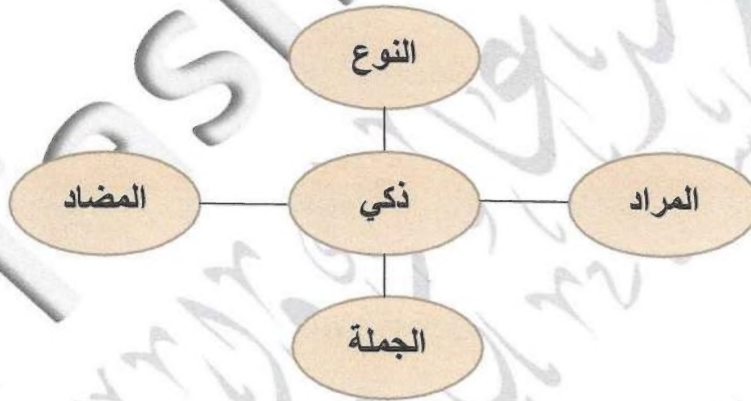 النوع
المراد
ذكي
المضاد
الجملة